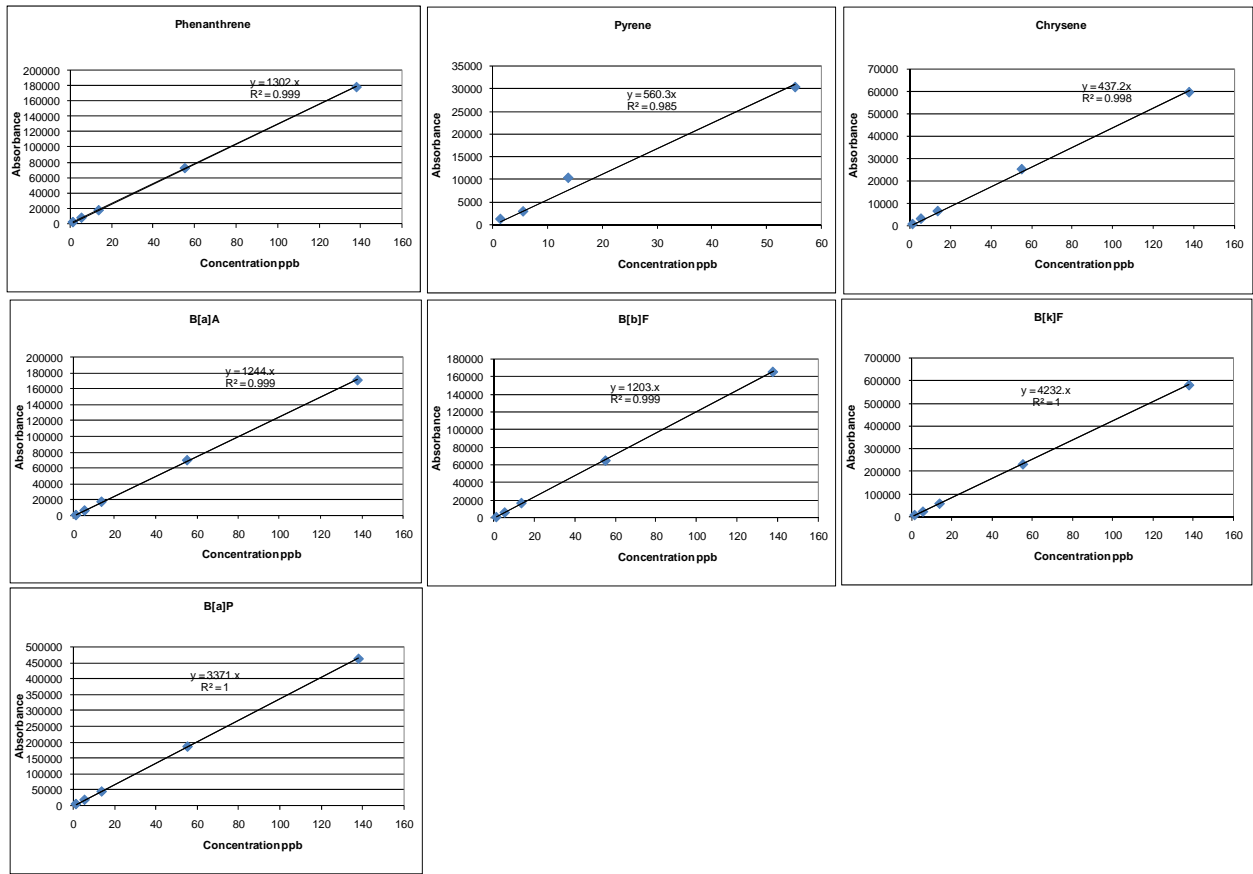 Phenanthrene
y = 1302.x
R² = 0.999
Absorbance
200000
180000
160000
140000
120000
100000
80000
60000
40000
20000
0
0 20 40 60 80 100 120 140 160
Concentration ppb
Pyrene
y = 560.3x
R² = 0.985
Absorbance
35000
30000
25000
20000
15000
10000
5000
0
0 10 20 30 40 50 60
Concentration ppb
Chrysene
y = 437.2x
R² = 0.998
Absorbance
70000
60000
50000
40000
30000
20000
10000
0
0 20 40 60 80 100 120 140 160
Concentration ppb
B[a]A
y = 1244.x
R² = 0.999
Absorbance
200000
180000
160000
140000
120000
100000
80000
60000
40000
20000
0
0 20 40 60 80 100 120 140 160
Concentration ppb
B[b]F
y = 1203.x
R² = 0.999
Absorbance
180000
160000
140000
120000
100000
80000
60000
40000
20000
0
0 20 40 60 80 100 120 140 160
Concentration ppb
B[k]F
y = 4232.x
R² = 1
Absorbance
700000
600000
500000
400000
300000
200000
100000
0
0 20 40 60 80 100 120 140 160
Concentration ppb
B[a]P
y = 3371.x
R² = 1
Absorbance
500000
450000
400000
350000
300000
250000
200000
150000
100000
50000
0
0 20 40 60 80 100 120 140 160
Concentration ppb